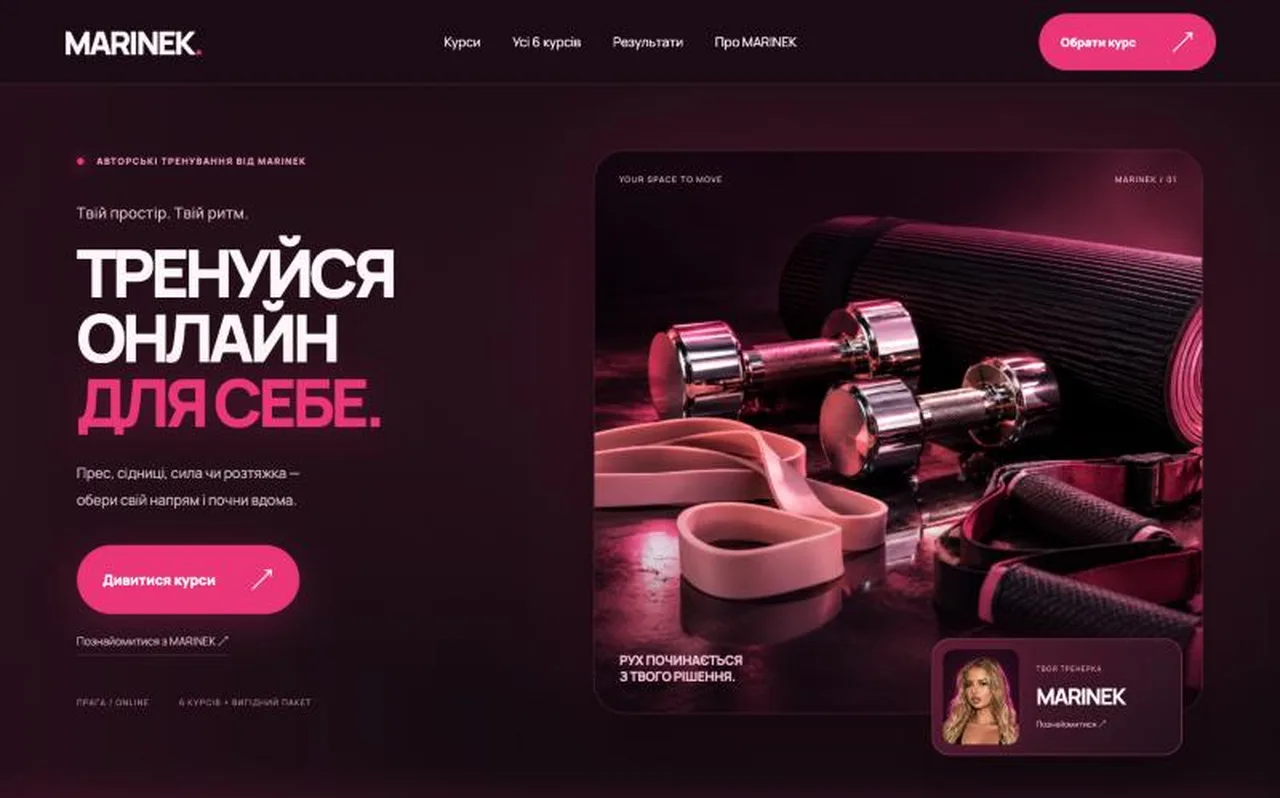 MARINEK.
Курси
Усі 6 курсів
Результати
Про MARINEK
Обрати курс
АВТОРСЬКІ ТРЕНУВАННЯ ВІД MARINEK
Твій простір. Твій ритм.
ТРЕНУЙСЯ
ОНЛАЙН
ДЛЯ СЕБЕ.
Прес, сідниці, сила чи розтяжка —
обери свій напрям і почни вдома.
Дивитися курси
Познайомитися з MARINEK ↗
ПРАГА / ONLINE
6 КУРСІВ + ВИГІДНИЙ ПАКЕТ
YOUR SPACE TO MOVE
MARINEK / 01
РУХ ПОЧИНАЄТЬСЯ
З ТВОГО РІШЕННЯ.
ТВОЯ ТРЕНЕРКА
MARINEK
Познайомитися ↗